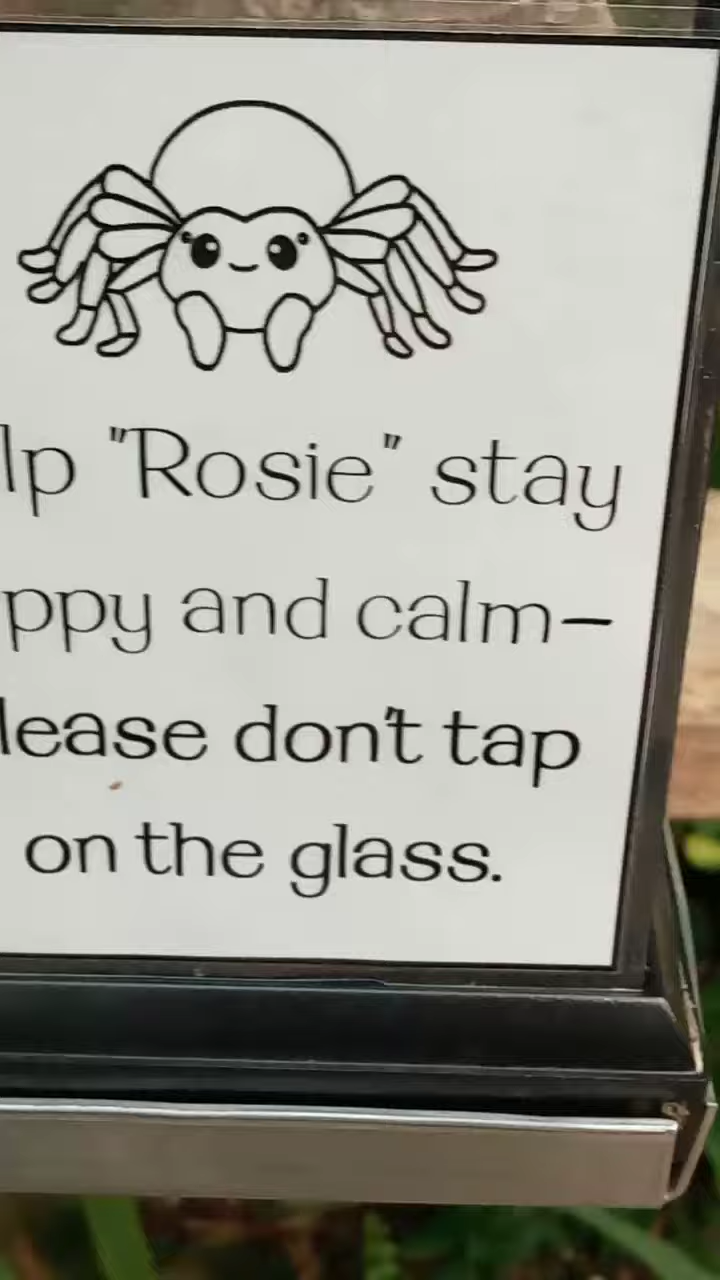 lp "Rosie" stay
ppy and calm–
lease don't tap
on the glass.